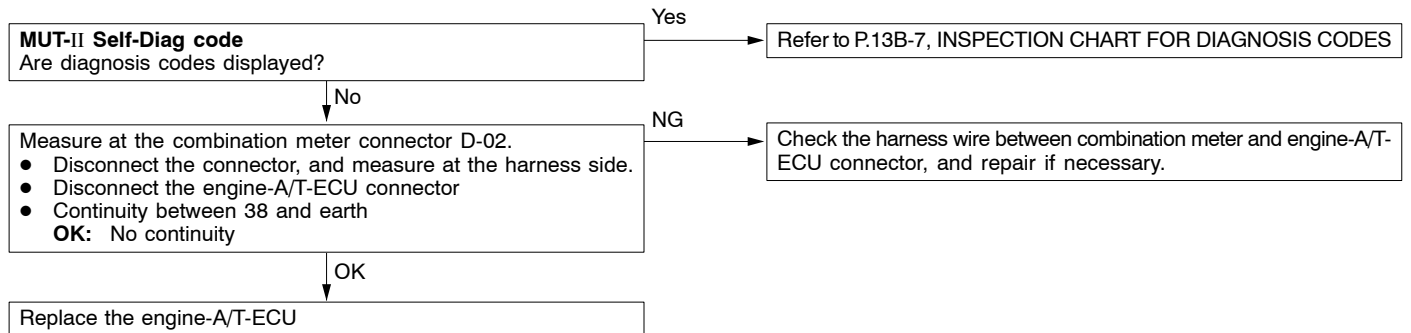 Yes
MUT-II Self-Diag code
Are diagnosis codes displayed?
Refer to P.13B-7, INSPECTION CHART FOR DIAGNOSIS CODES
No
NG
Measure at the combination meter connector D-02.
● Disconnect the connector, and measure at the harness side.
● Disconnect the engine-A/T-ECU connector
● Continuity between 38 and earth
OK: No continuity
Check the harness wire between combination meter and engine-A/T-
ECU connector, and repair if necessary.
OK
Replace the engine-A/T-ECU